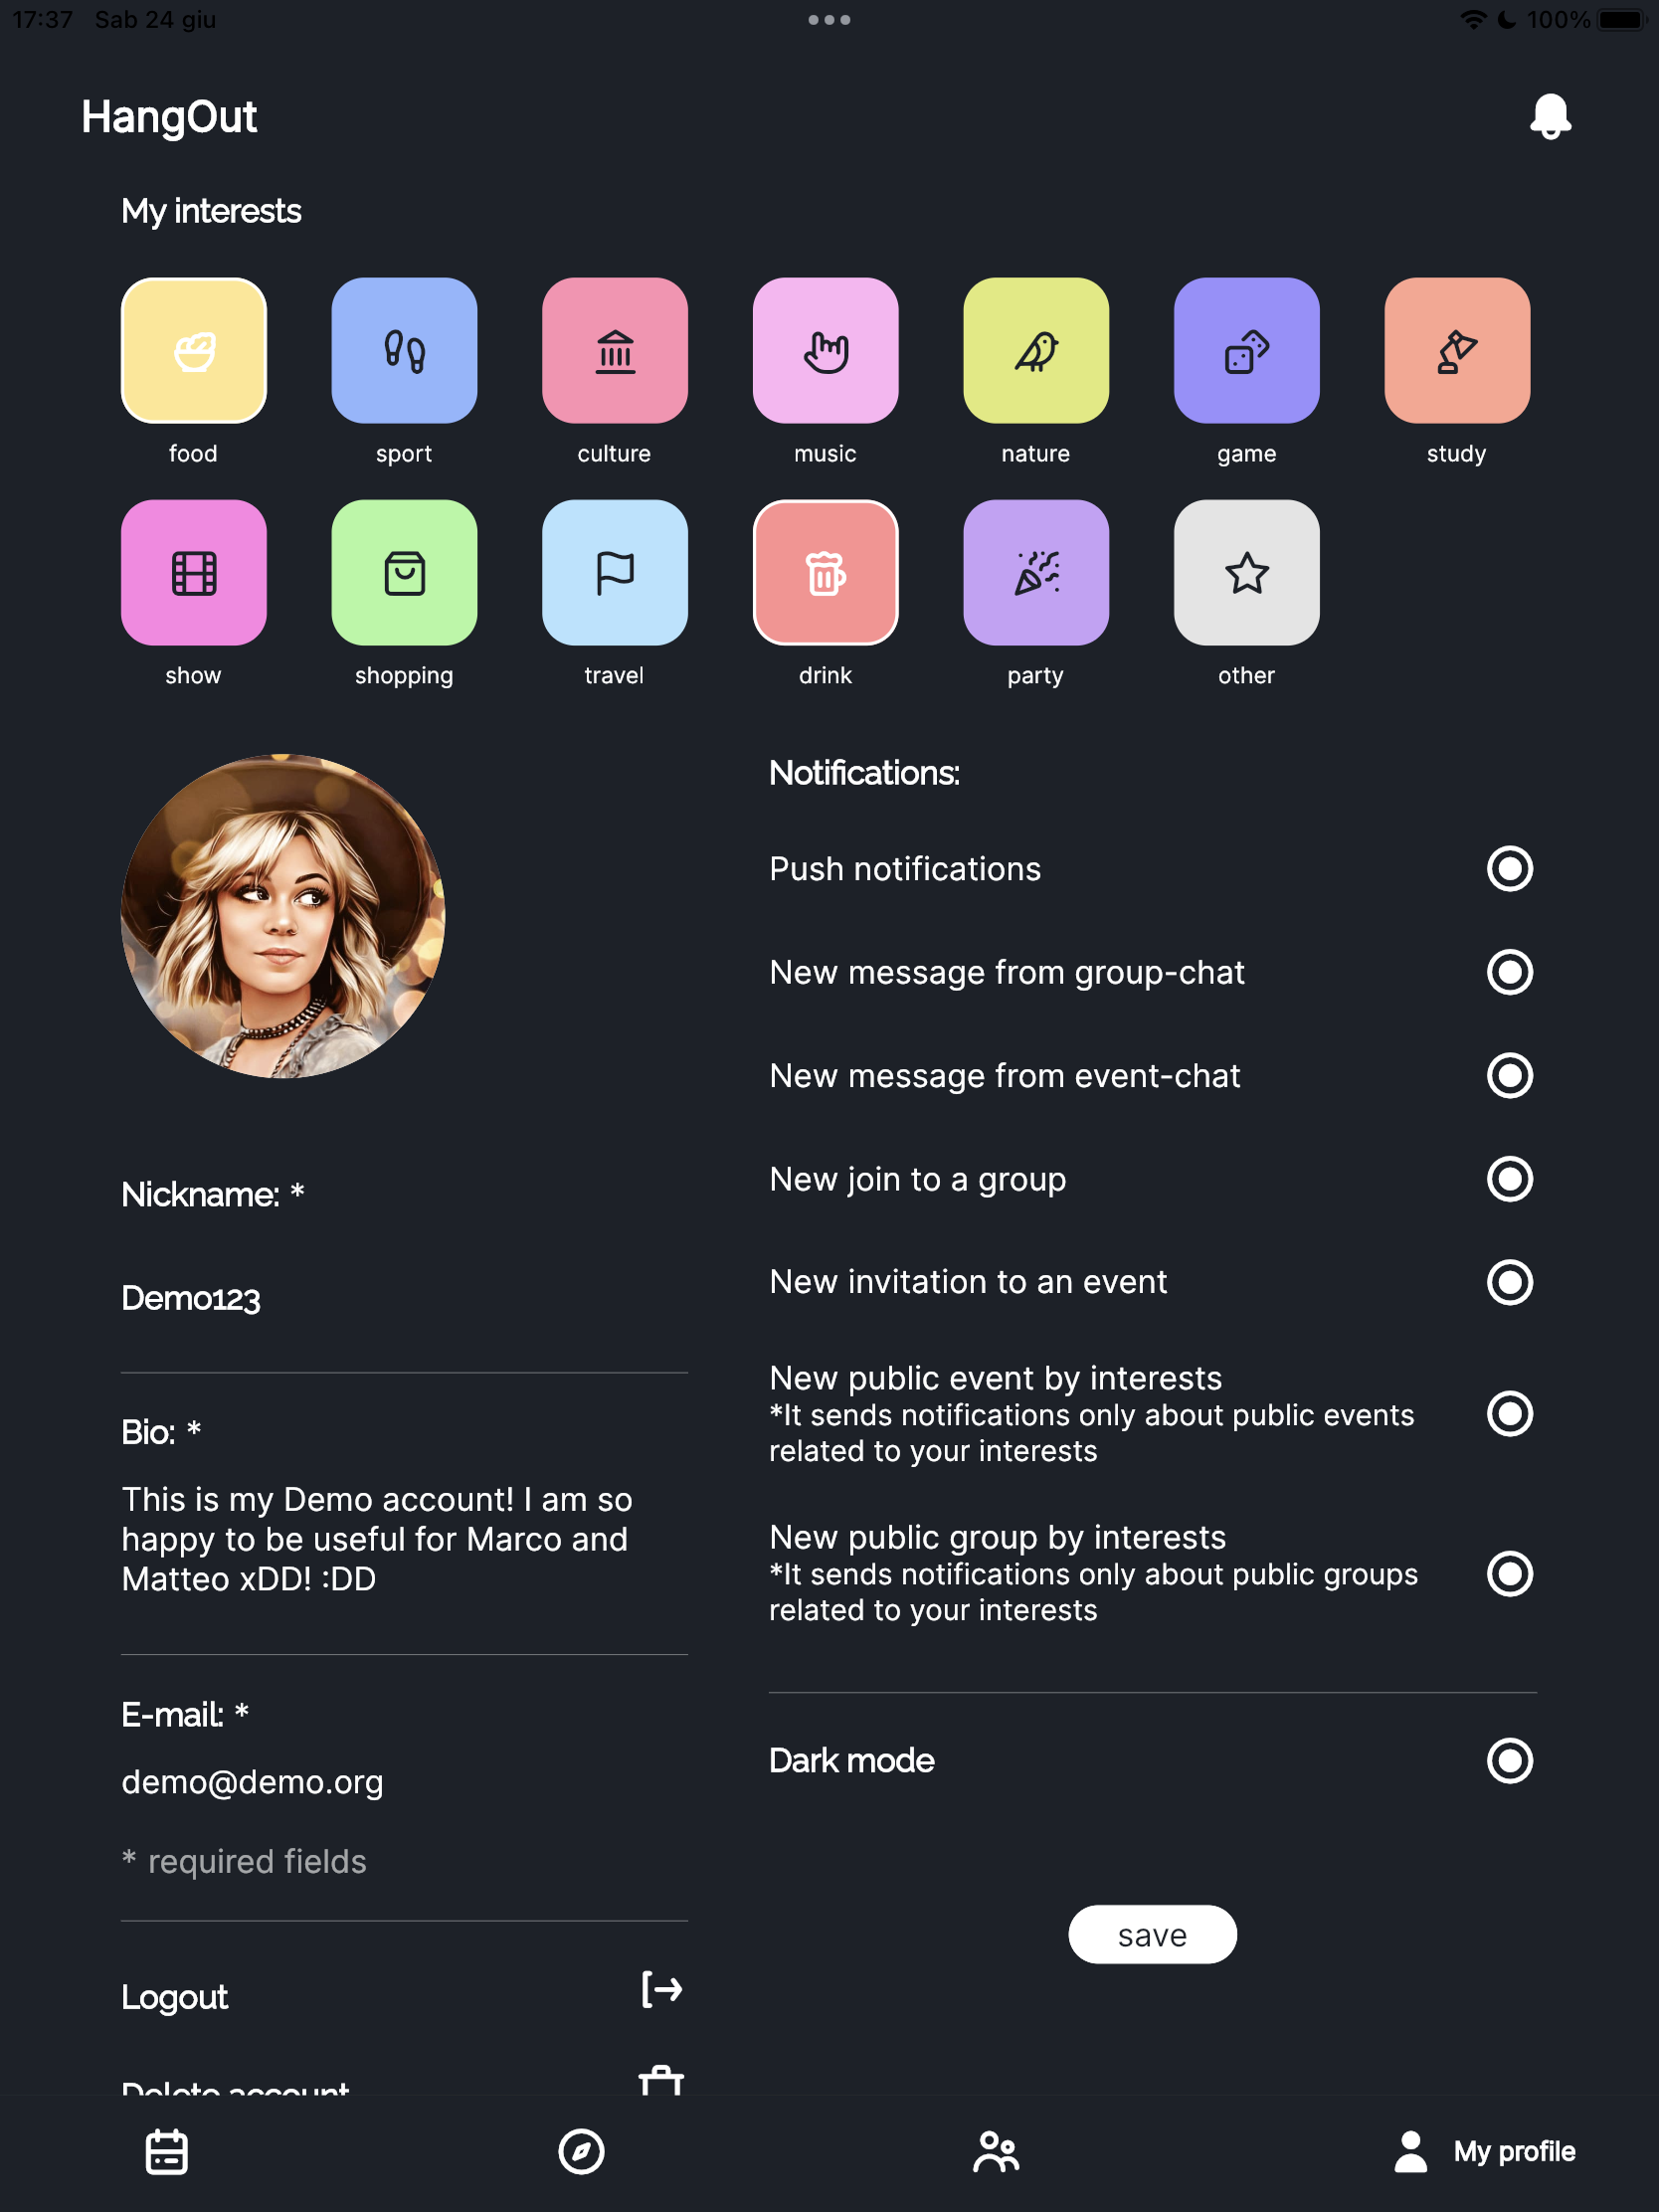 17:37 Sab 24 giu
100%
HangOut
My interests
food
sport
culture
music
nature
game
study
show
shopping
travel
drink
party
other
Nickname: *
Demo123
Bio: *
This is my Demo account! I am so
happy to be useful for Marco and
Matteo xDD! :DD
E-mail: *
demo@demo.org
* required fields
Logout
Delete account
Notifications:
Push notifications
New message from group-chat
New message from event-chat
New join to a group
New invitation to an event
New public event by interests
*It sends notifications only about public events
related to your interests
New public group by interests
*It sends notifications only about public groups
related to your interests
Dark mode
save
My profile